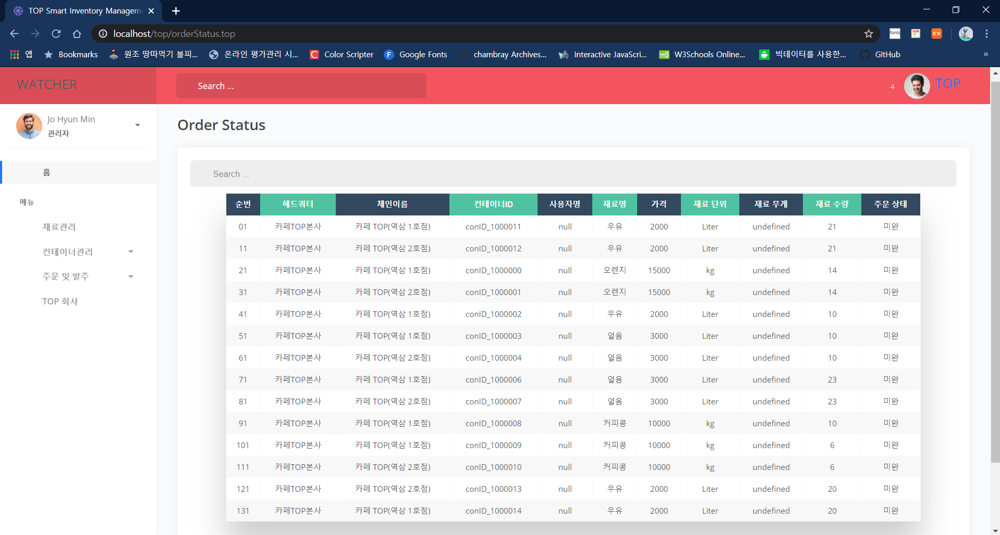 TOP Smart Inventory Managem
localhost/top/orderStatus.top
fonts
EX
앱 Bookmarks 원조 땅따먹기 볼피... 온라인 평가관리 시... Color Scripter Google Fonts chambray Archives... Interactive JavaScri... W3Schools Online... 빅데이터를 사용한... GitHub »
WATCHER
Search ...
4 TOP
Jo Hyun Min
관리자
홈
메뉴
재료관리
컨테이너관리
주문 및 발주
TOP 회사
Order Status
Search ...
순번 헤드쿼터 체인이름 컨테이너ID 사용자명 재료명 가격 재료 단위 재료 무게 재료 수량 주문 상태
01 카페TOP본사 카페 TOP(역삼 1호점) conID_1000011 null 우유 2000 Liter undefined 21 미완
11 카페TOP본사 카페 TOP(역삼 2호점) conID_1000012 null 우유 2000 Liter undefined 21 미완
21 카페TOP본사 카페 TOP(역삼 1호점) conID_1000000 null 오렌지 15000 kg undefined 14 미완
31 카페TOP본사 카페 TOP(역삼 2호점) conID_1000001 null 오렌지 15000 kg undefined 14 미완
41 카페TOP본사 카페 TOP(역삼 1호점) conID_1000002 null 우유 2000 Liter undefined 10 미완
51 카페TOP본사 카페 TOP(역삼 1호점) conID_1000003 null 얼음 3000 Liter undefined 10 미완
61 카페TOP본사 카페 TOP(역삼 2호점) conID_1000004 null 얼음 3000 Liter undefined 10 미완
71 카페TOP본사 카페 TOP(역삼 1호점) conID_1000006 null 얼음 3000 Liter undefined 23 미완
81 카페TOP본사 카페 TOP(역삼 2호점) conID_1000007 null 얼음 3000 Liter undefined 23 미완
91 카페TOP본사 카페 TOP(역삼 1호점) conID_1000008 null 커피콩 10000 kg undefined 10 미완
101 카페TOP본사 카페 TOP(역삼 1호점) conID_1000009 null 커피콩 10000 kg undefined 6 미완
111 카페TOP본사 카페 TOP(역삼 2호점) conID_1000010 null 커피콩 10000 kg undefined 6 미완
121 카페TOP본사 카페 TOP(역삼 2호점) conID_1000013 null 우유 2000 Liter undefined 20 미완
131 카페TOP본사 카페 TOP(역삼 1호점) conID_1000014 null 우유 2000 Liter undefined 20 미완